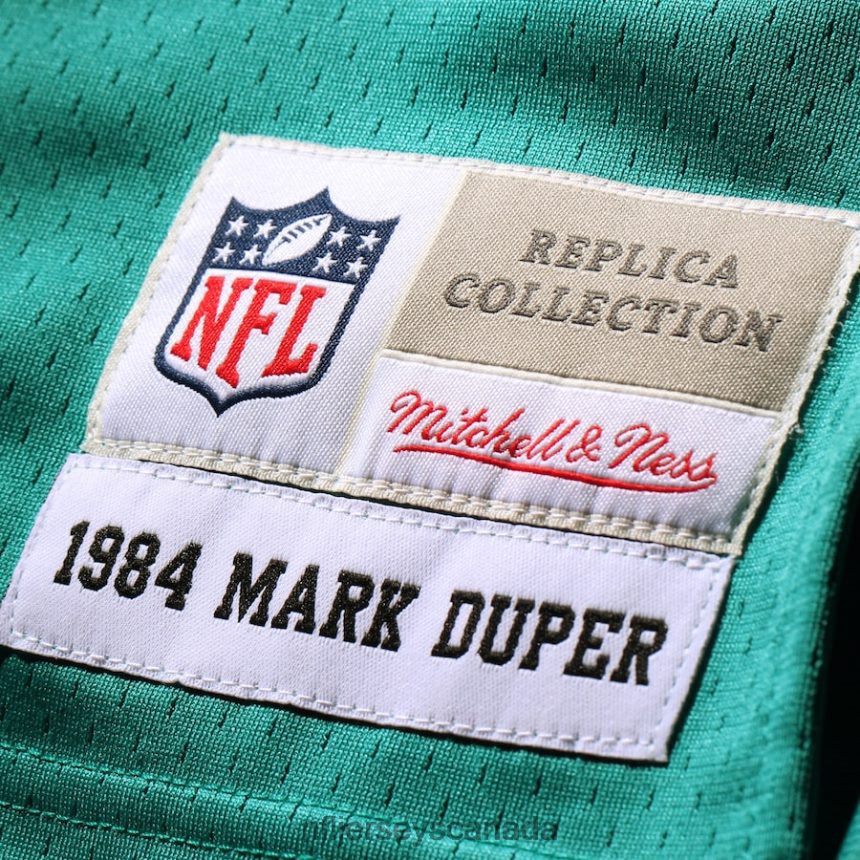 NFL
REPLICA
COLLECTION
Mitchell & Ness
1984 MARK DUPER
nfljerseyscanada